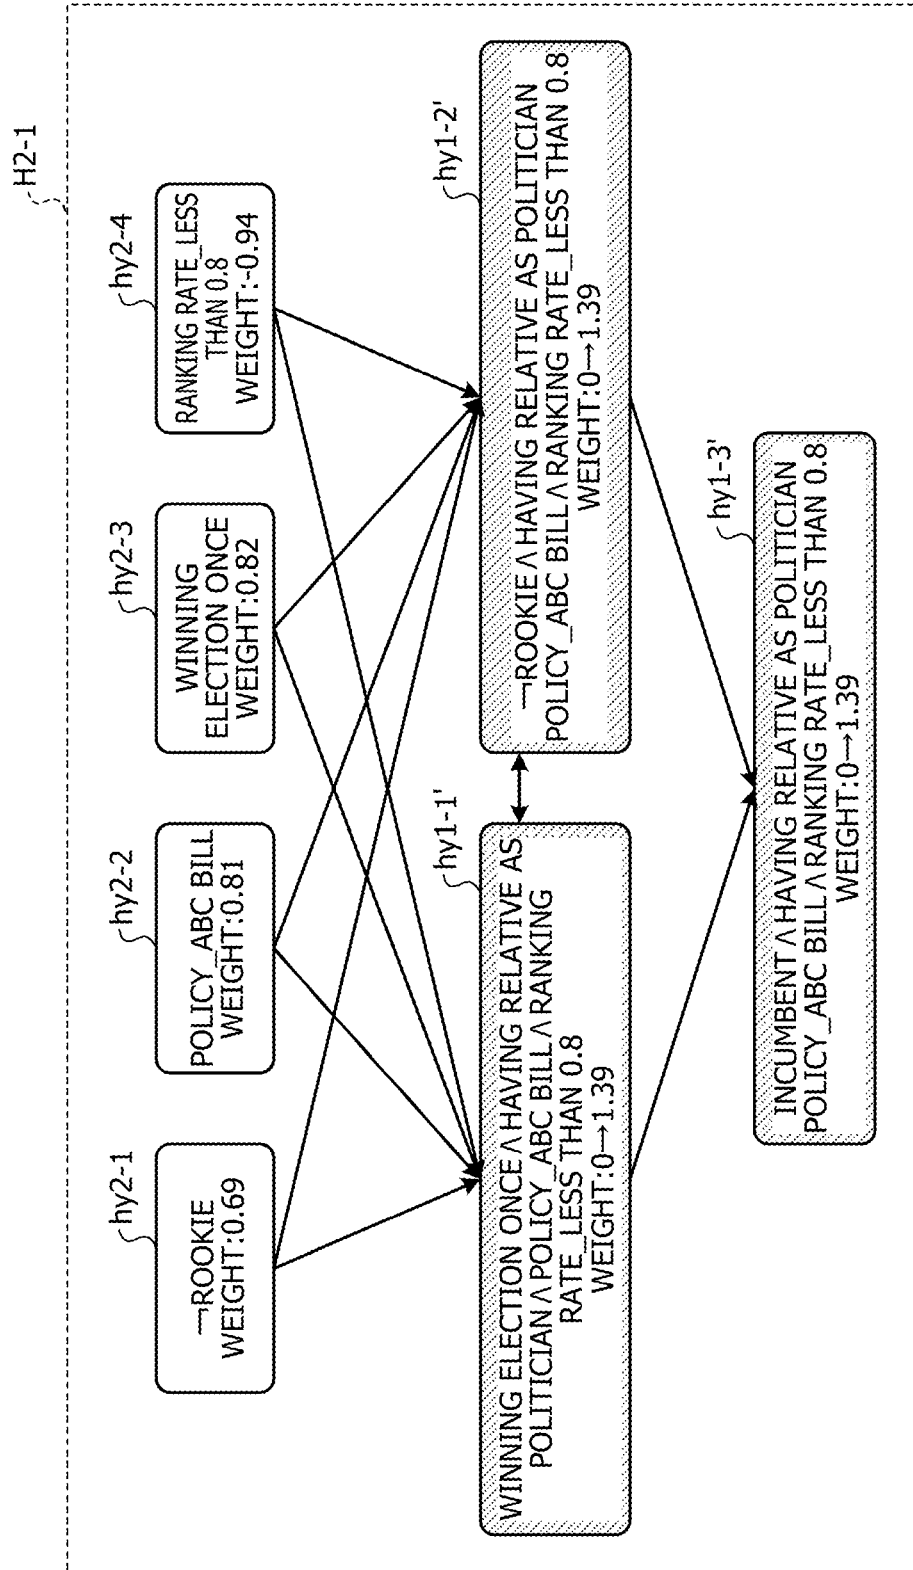 H2-1
hy2-1
¬ROOKIE
WEIGHT:0.69
hy2-2
POLICY_ABC BILL
WEIGHT:0.81
hy2-3
WINNING
ELECTION ONCE
WEIGHT:0.82
hy2-4
RANKING RATE_LESS
THAN 0.8
WEIGHT:-0.94
hy1-1'
WINNING ELECTION ONCE∧HAVING RELATIVE AS
POLITICIAN∧POLICY_ABC BILL∧RANKING
RATE_LESS THAN 0.8
WEIGHT:0→1.39
hy1-2'
¬ROOKIE∧HAVING RELATIVE AS POLITICIAN
POLICY_ABC BILL∧RANKING RATE_LESS THAN 0.8
WEIGHT:0→1.39
hy1-3'
INCUMBENT∧HAVING RELATIVE AS POLITICIAN
POLICY_ABC BILL∧RANKING RATE_LESS THAN 0.8
WEIGHT:0→1.39